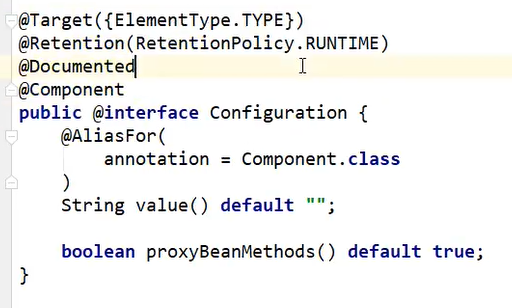 @Target({ElementType.TYPE})
@Retention(RetentionPolicy.RUNTIME)
@Documented
@Component
public @interface Configuration {
    @AliasFor(
        annotation = Component.class
    )
    String value() default "";

    boolean proxyBeanMethods() default true;
}